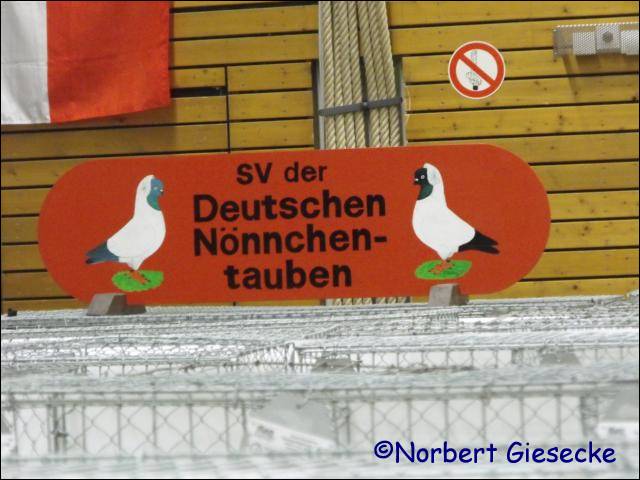 SV der
Deutschen
Nönnchen-
tauben
©Norbert Giesecke